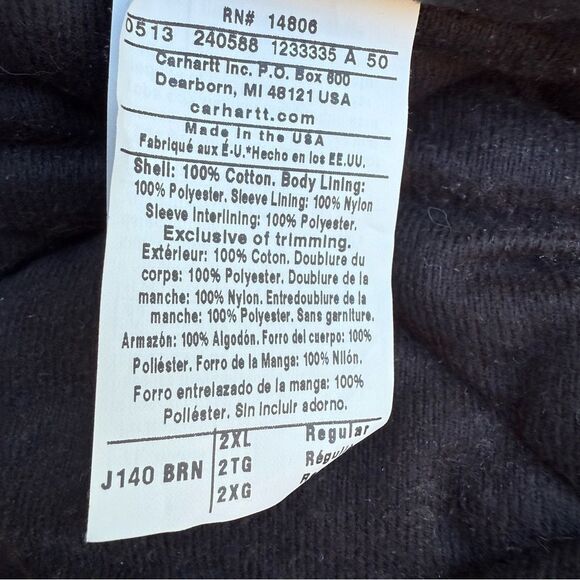 RN# 14806
0513 240588 1233335 A 50
Carhartt Inc. P.O. Box 600
Dearborn, MI 48121 USA
carhartt.com
Made in the USA
Fabriqué aux É-U.*Hecho en los EE.UU.
Shell: 100% Cotton. Body Lining:
100% Polyester. Sleeve Lining: 100% Nylon
Sleeve Interlining: 100% Polyester.
Exclusive of trimming.
Extérieur: 100% Coton. Doublure du
corps: 100% Polyester. Doublure de la
manche: 100% Nylon. Entredoublure de la
manche: 100% Polyester. Sans garniture.
Armazón: 100% Algodón. Forro del cuerpo: 100%
Poliéster. Forro de la Manga: 100% Nilón.
Forro entrelazado de la manga: 100%
Poliéster. Sin incluir adorno.
J140 BRN
2XL Regular
2TG
2XG